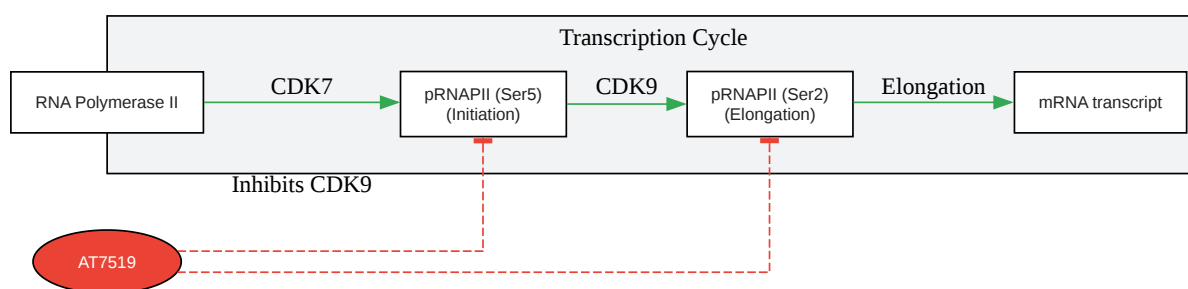 Transcription Cycle
RNA Polymerase II
CDK7
pRNAPII (Ser5)
(Initiation)
CDK9
pRNAPII (Ser2)
(Elongation)
Elongation
mRNA transcript
Inhibits CDK9
AT7519